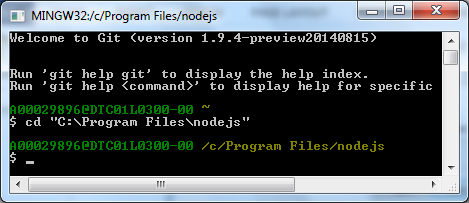 MINGW32:/c/Program Files/nodejs
Welcome to Git (version 1.9.4-preview20140815)
Run 'git help git' to display the help index.
Run 'git help <command>' to display help for specific
A00029896@DTC01L0300-00 ~
$ cd "C:\Program Files\nodejs"
A00029896@DTC01L0300-00 /c/Program Files/nodejs
$ _